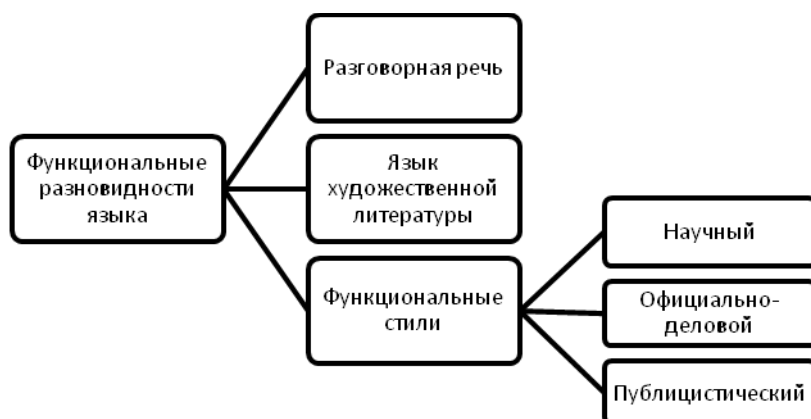 Функциональные
разновидности
языка
Разговорная речь
Язык
художественной
литературы
Функциональные
стили
Научный
Официально-
деловой
Публицистический